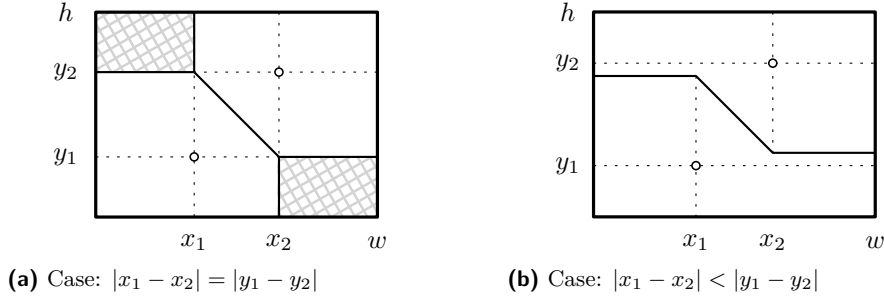 h
y2
y1
x1 x2 w
(a) Case: |x1 − x2| = |y1 − y2|
h
y2
y1
x1 x2 w
(b) Case: |x1 − x2| < |y1 − y2|